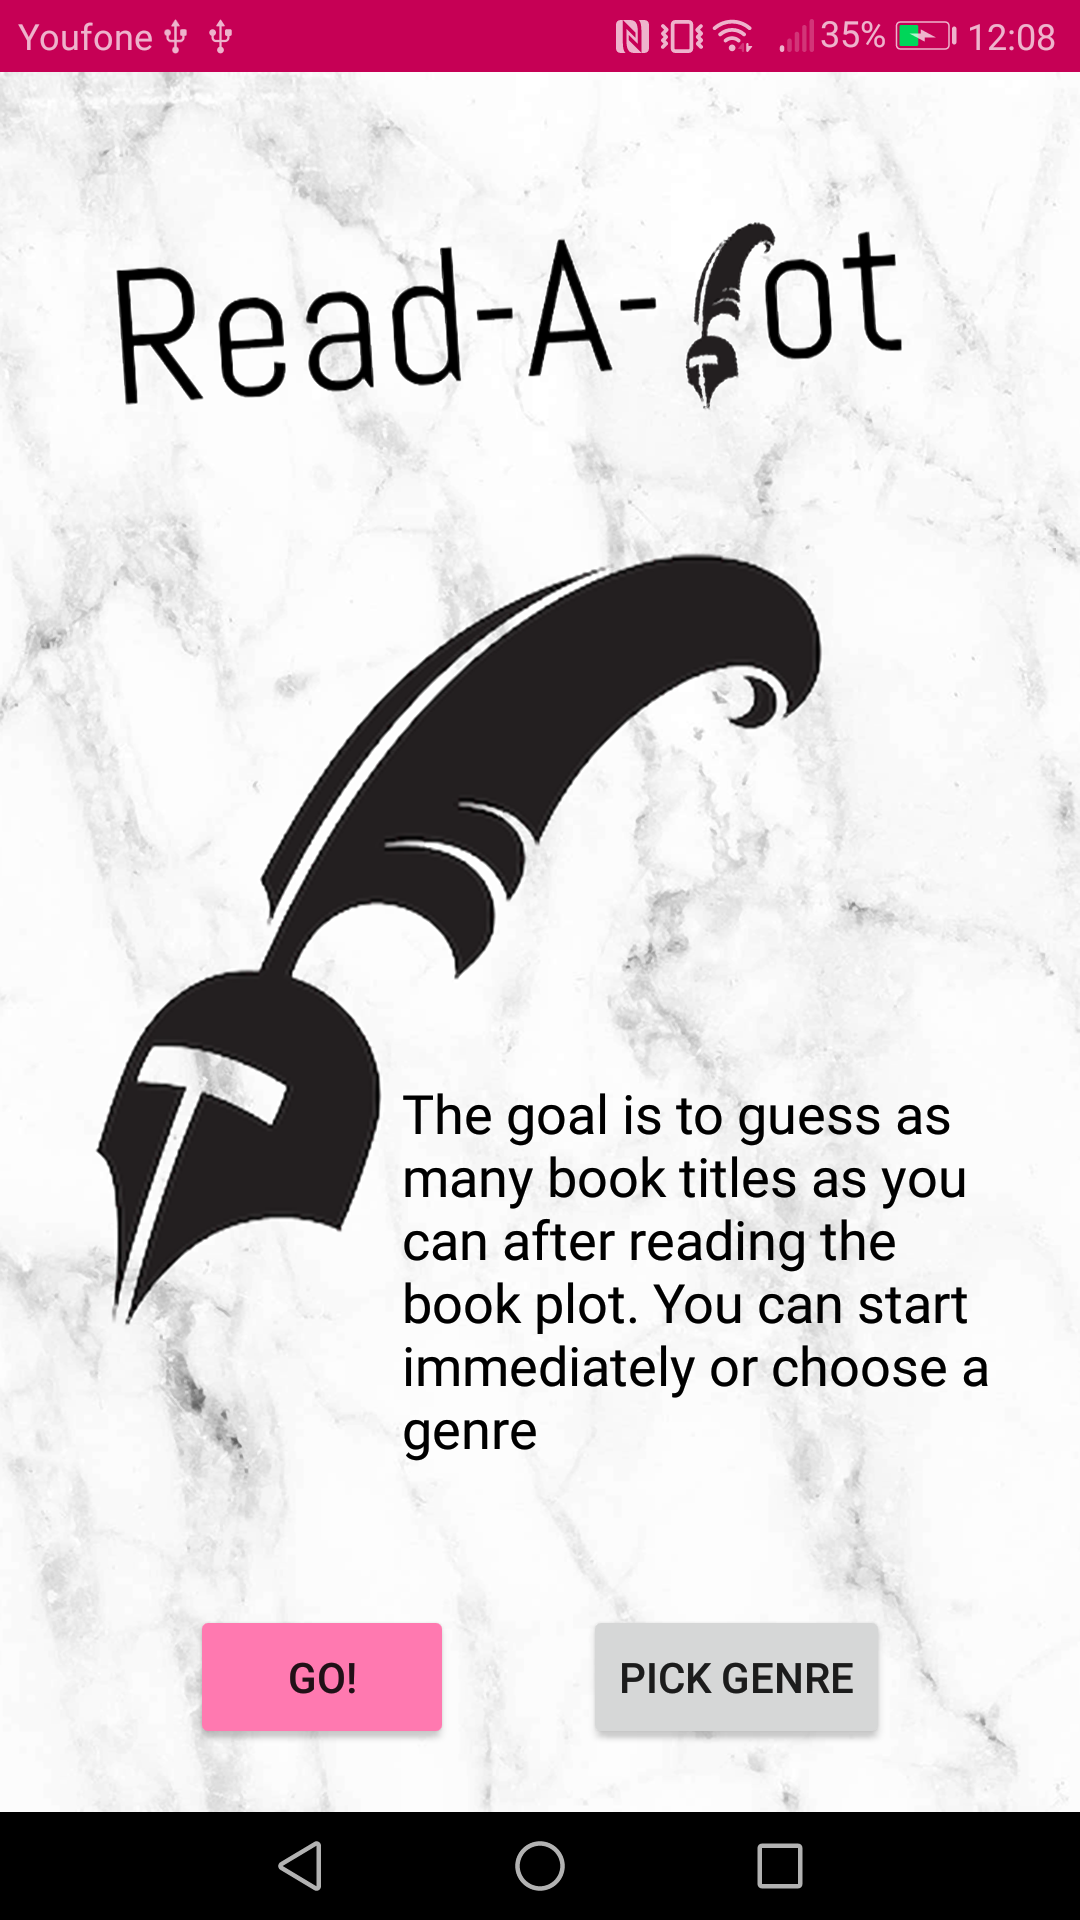 Youfone 35% 12:08
Read-A-Lot
The goal is to guess as
many book titles as you
can after reading the
book plot. You can start
immediately or choose a
genre
GO! PICK GENRE